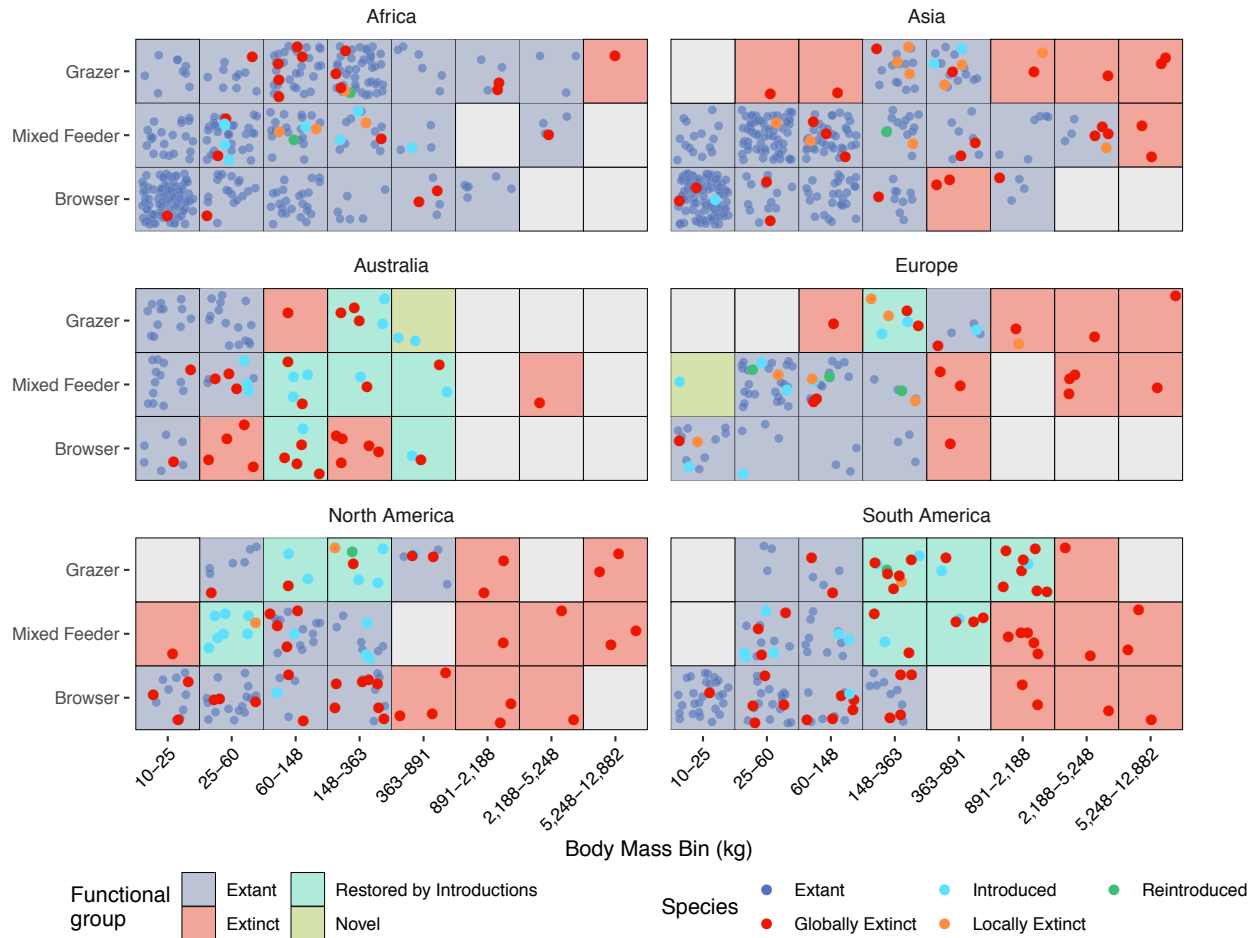 Africa
Asia
Grazer
Mixed Feeder
Browser
Australia
Europe
Grazer
Mixed Feeder
Browser
North America
South America
Grazer
Mixed Feeder
Browser
10–25
25–60
60–148
148–363
363–891
891–2,188
2,188–5,248
5,248–12,882
10–25
25–60
60–148
148–363
363–891
891–2,188
2,188–5,248
5,248–12,882
Body Mass Bin (kg)
Functional
group
Extant
Restored by Introductions
Extinct
Novel
Species
Extant
Introduced
Reintroduced
Globally Extinct
Locally Extinct